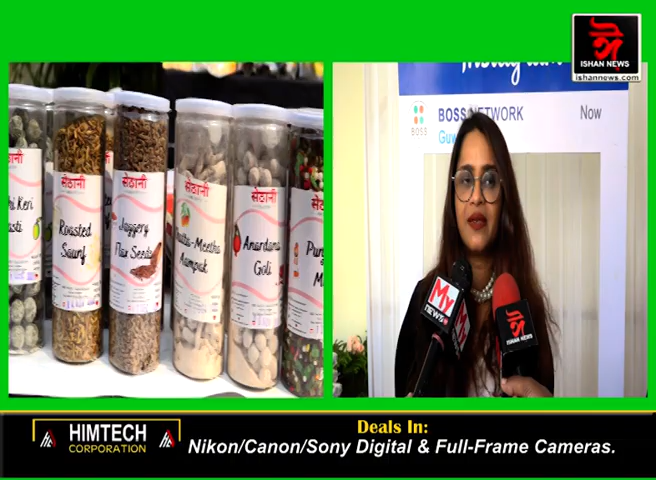 ই
ISHAN NEWS
ishannews.com
BOSS NETWORK
Now
BOSS
सेठानी
सेठानी
Roasted
Saunf
सेठानी
Jaggery
Flax Seeds
सेठानी
Khatta-Meetha
Aampak
सेठानी
Anardana
Goli
My
NEWS
ISHAN NEWS
HIMTECH
CORPORATION
Deals In:
Nikon/Canon/Sony Digital & Full-Frame Cameras.